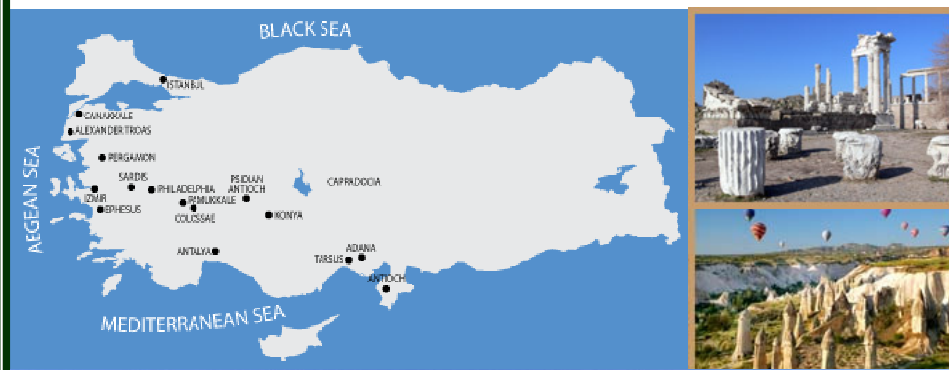 BLACK SEA
ISTANBUL
CANAKKALE
ALEXANDER TROAS
PERGAMON
SARDIS
PHILADELPHIA
PSIDIAN
ANTIOCH
CAPPADOCIA
IZMIR
PAMUKKALE
EPHESUS
COLOSSAE
KONYA
AEGEAN SEA
ANTALYA
ADANA
TARSUS
ANTIOCH
MEDITERRANEAN SEA